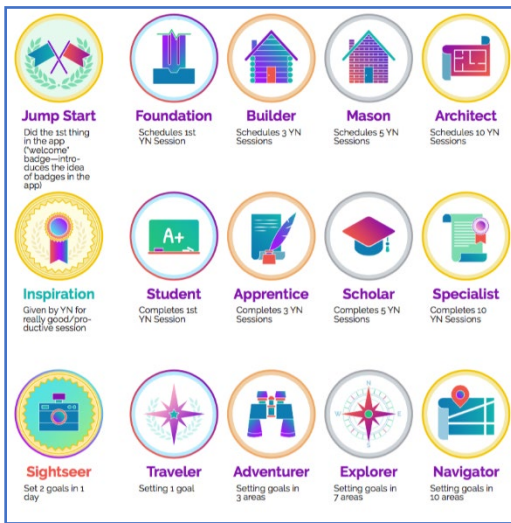 Jump Start
Did the 1st thing
in the app
("welcome"
badge—intro-
duces the idea
of badges in the
app)
Foundation
Schedules 1st
YN Session
Builder
Schedules 3 YN
Sessions
Mason
Schedules 5 YN
Sessions
Architect
Schedules 10 YN
Sessions
Inspiration
Given by YN for
really good/pro-
ductive session
A+
Student
Completes 1st
YN Session
Apprentice
Completes 3 YN
Sessions
Scholar
Completes 5 YN
Sessions
Specialist
Completes 10
YN Sessions
Sightseer
Set 2 goals in 1
day
Traveler
Setting 1 goal
Adventurer
Setting goals in
3 areas
N
W
E
S
Explorer
Setting goals in
7 areas
Navigator
Setting goals in
10 areas